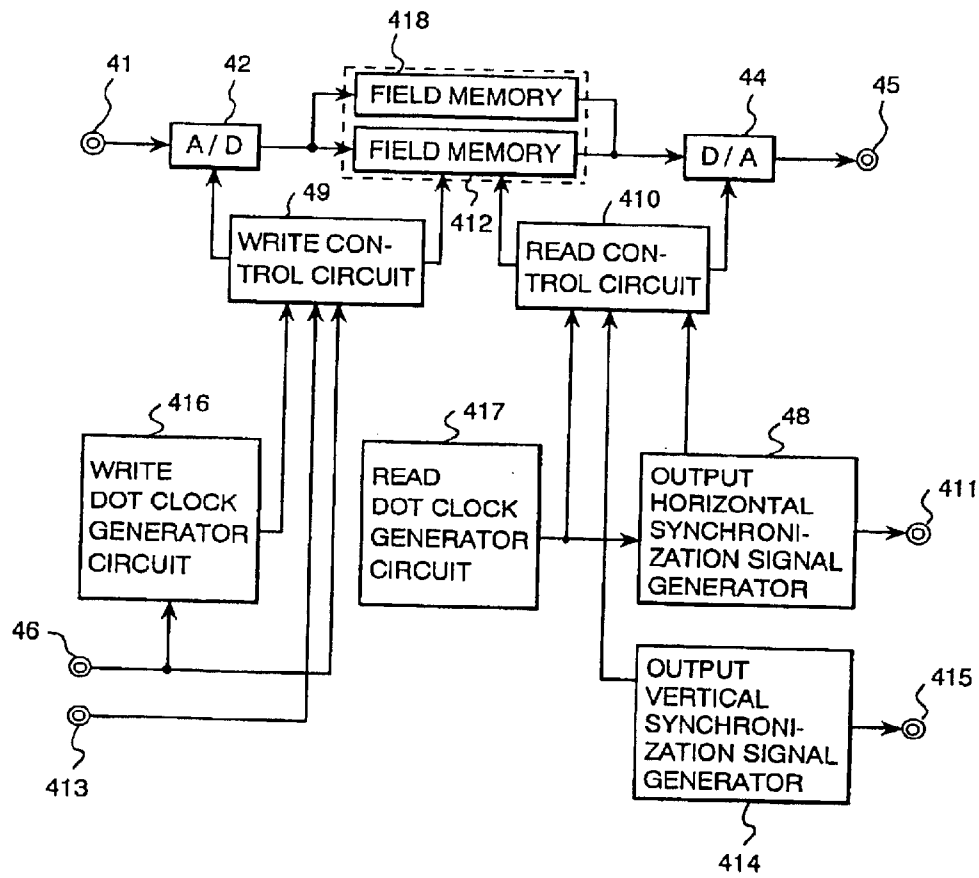 418
41
42
FIELD MEMORY
44
45
A/D
FIELD MEMORY
D/A
49
412
410
WRITE CON-
TROL CIRCUIT
READ CON-
TROL CIRCUIT
416
417
48
WRITE
DOT CLOCK
GENERATOR
CIRCUIT
READ
DOT CLOCK
GENERATOR
CIRCUIT
OUTPUT
HORIZONTAL
SYNCHRONI-
ZATION SIGNAL
GENERATOR
411
46
413
OUTPUT
VERTICAL
SYNCHRONI-
ZATION SIGNAL
GENERATOR
415
414